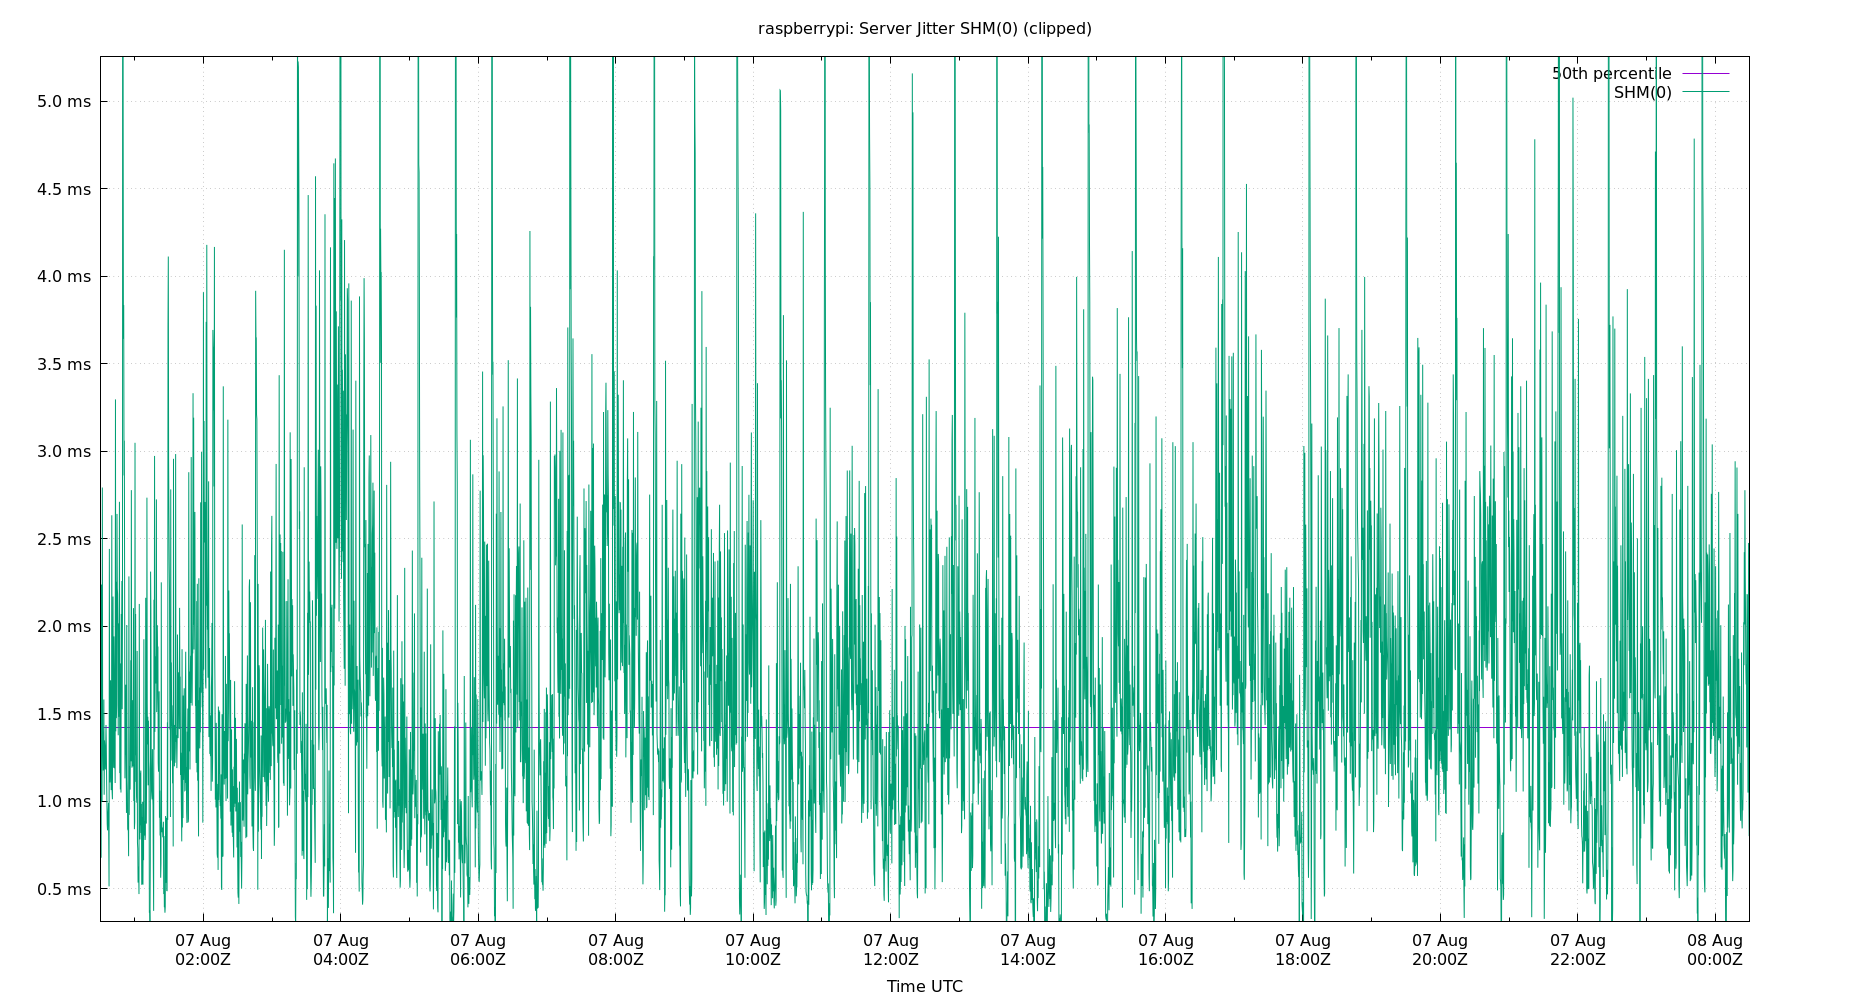 raspberrypi: Server Jitter SHM(0) (clipped)
50th percentile
SHM(0)
5.0 ms
4.5 ms
4.0 ms
3.5 ms
3.0 ms
2.5 ms
2.0 ms
1.5 ms
1.0 ms
0.5 ms
07 Aug 07 Aug 07 Aug 07 Aug 07 Aug 07 Aug 07 Aug 07 Aug 07 Aug 07 Aug 07 Aug 08 Aug
02:00Z 04:00Z 06:00Z 08:00Z 10:00Z 12:00Z 14:00Z 16:00Z 18:00Z 20:00Z 22:00Z 00:00Z
Time UTC